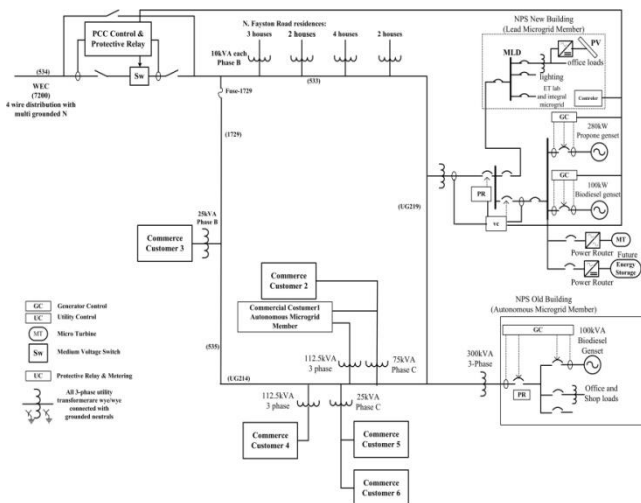 PCC Control &
Protective Relay
(534)
Sw
WEC
(7200)
4 wire distribution with
multi grounded N
N. Fayston Road residences:
3 houses
2 houses
4 houses
2 houses
10kVA each
Phase B
(533)
Fuse-1729
(1729)
NPS New Building
(Lead Microgrid Member)
MLD
PV
office loads
lighting
ET lab and integral
microgrid
Controler
GC
280kW
Propone genset
GC
100kW
Biodiesel genset
PR
(UG219)
MT
Power Router
Future
Energy
Storage
Power Router
25kVA
Phase B
Commerce
Customer 3
Commerce
Customer 2
Commercial Costumer1
Autonomous Microgrid
Member
(535)
112.5kVA
3 phase
75kVA
Phase C
(UG214)
112.5kVA
3 phase
25kVA
Phase C
Commerce
Customer 4
Commerce
Customer 5
Commerce
Customer 6
300kVA
3-Phase
NPS Old Building
(Autonomous Microgrid Member)
GC
100kVA
Biodiesel
Genset
PR
Office and
Shop loads
GC Generator Control
UC Utility Control
MT Micro Turbine
Sw Medium Voltage Switch
UC Protective Relay & Metering
All 3-phase utility
transformerare wye/wye
connected with
grounded neutrals